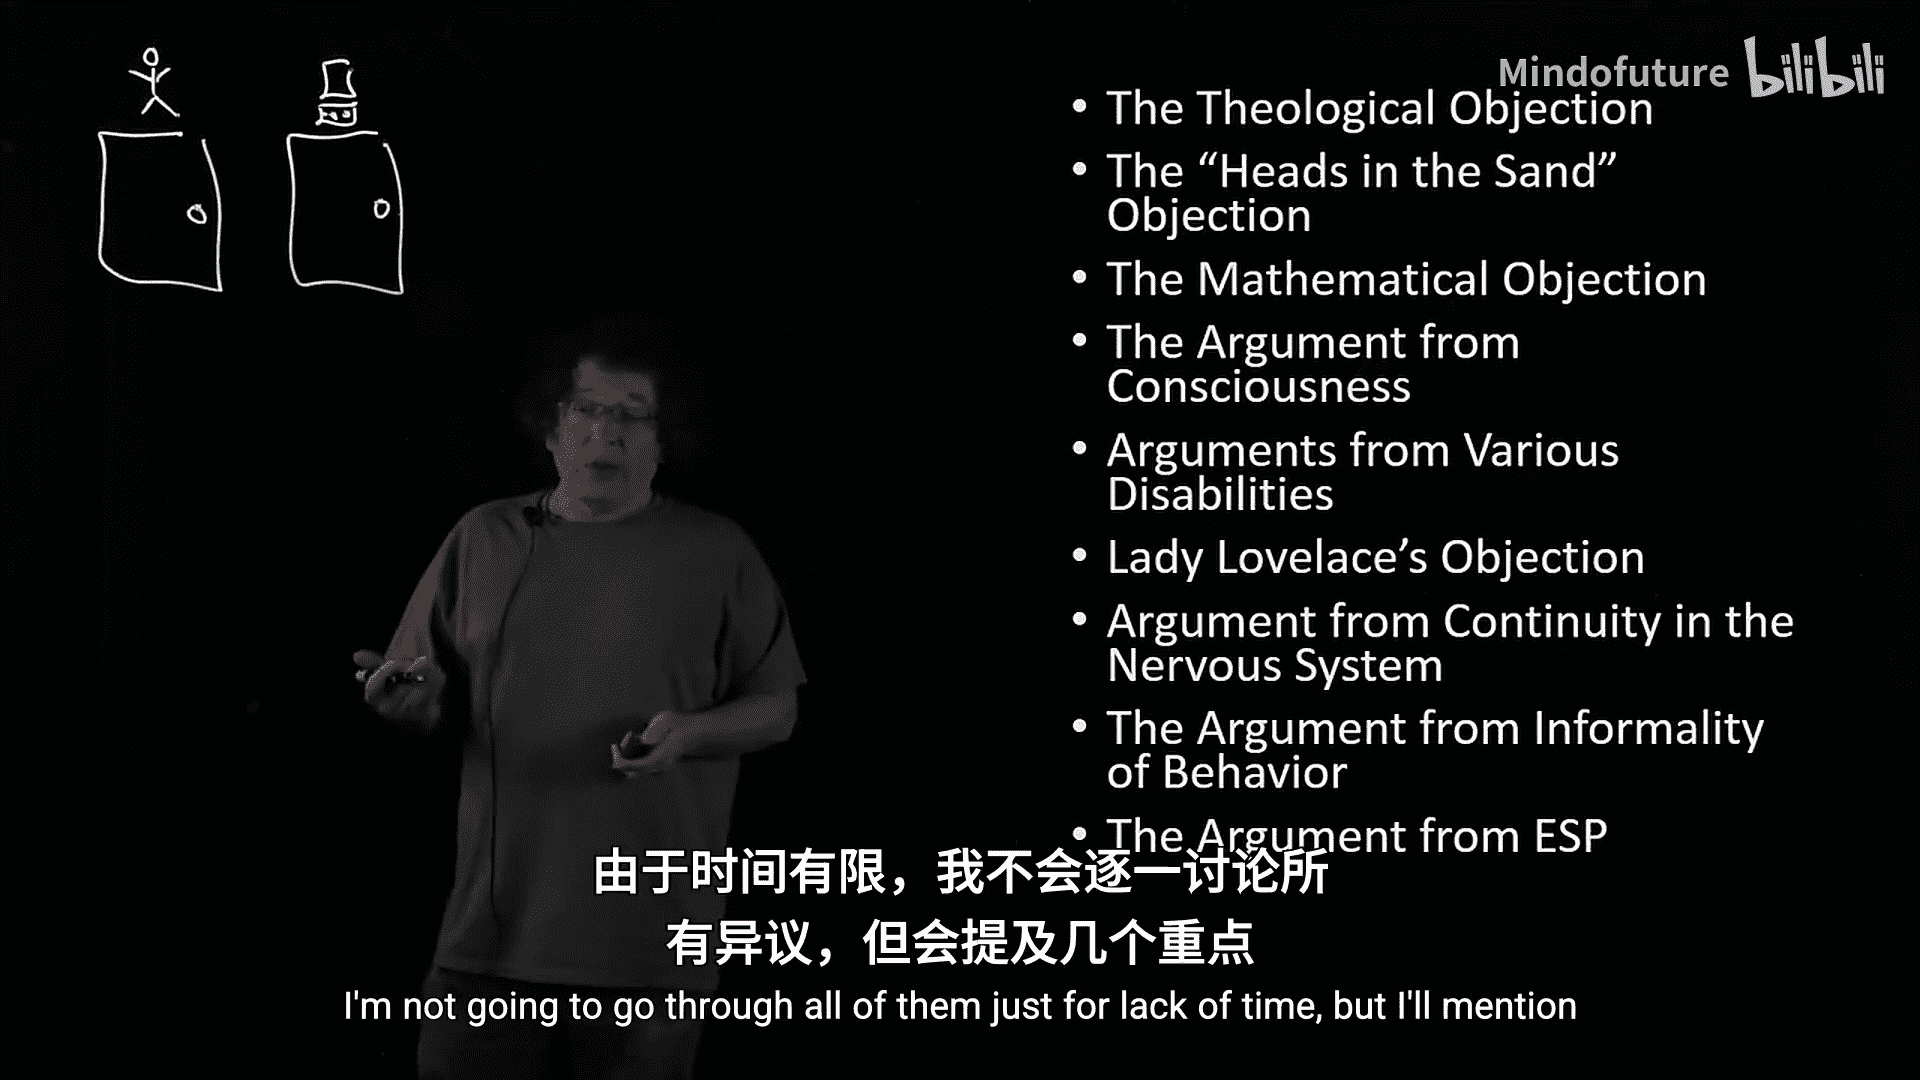 Mindofuture bilibili
• The Theological Objection
• The “Heads in the Sand”
Objection
• The Mathematical Objection
• The Argument from
Consciousness
• Arguments from Various
Disabilities
• Lady Lovelace’s Objection
• Argument from Continuity in the
Nervous System
• The Argument from Informality
of Behavior
• The Argument from ESP
由于时间有限，我不会逐一讨论所
有异议，但会提及几个重点
I'm not going to go through all of them just for lack of time, but I'll mention